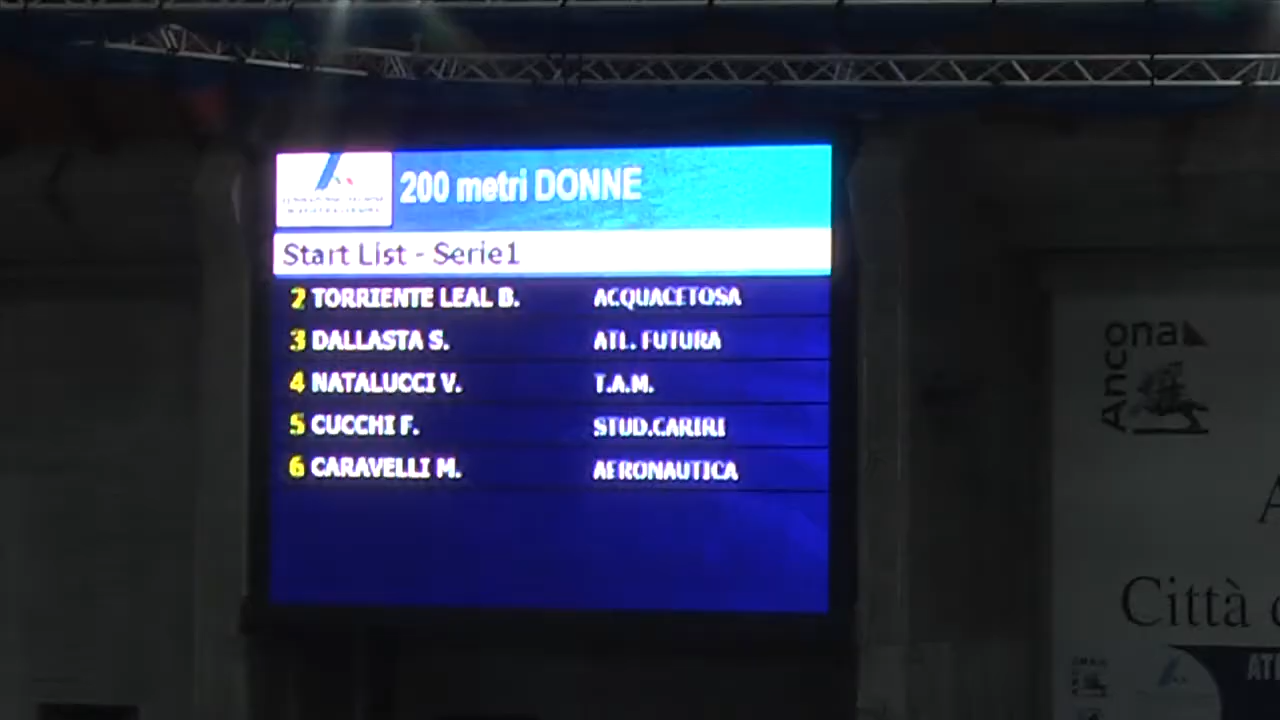 200 metri DONNE
Start List - Serie1
2 TORRIENTE LEAL B. ACQUACETOSA
3 DALLASTA S. ATL. FUTURA
4 NATALUCCI V. T.A.M.
5 CUCCHI F. STUD.CARIRI
6 CARAVELLI M. AERONAUTICA
Ancona
Città